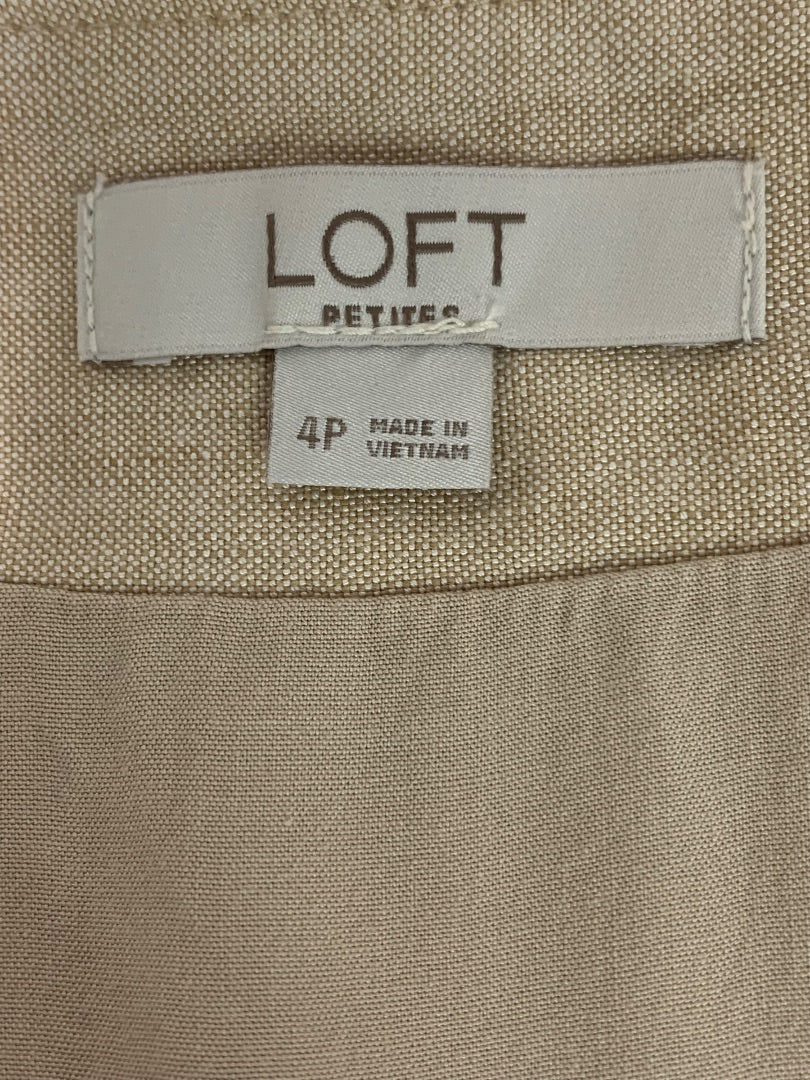 LOFT
PETITES
4P MADE IN
VIETNAM